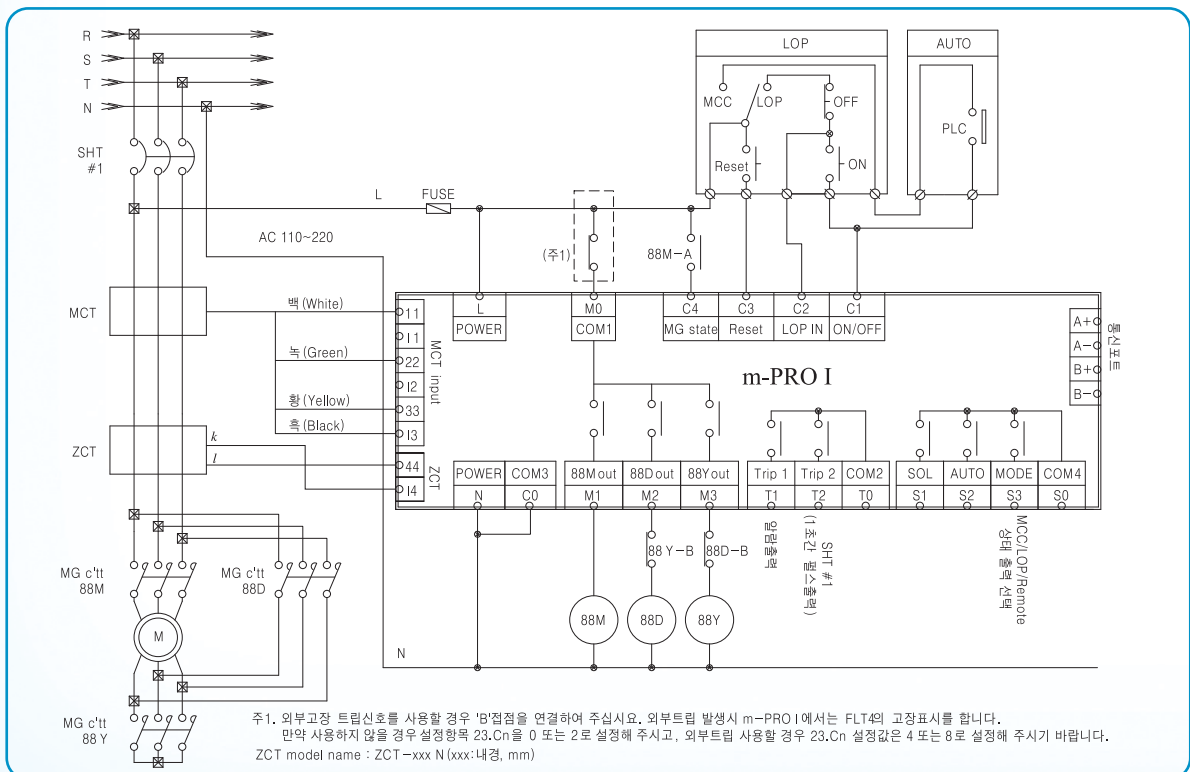 R
S
T
N
SHT
#1
L
FUSE
AC 110~220
(주1)
88M-A
LOP
AUTO
MCC
LOP
OFF
Reset
ON
PLC
MCT
백(White)
녹(Green)
황(Yellow)
흑(Black)
ZCT
k
l
11
I1
22
I2
33
I3
MCT input
44
I4
ZCT
L
POWER
M0
COM1
C4
MG state
C3
Reset
C2
LOP IN
C1
ON/OFF
A+
A-
B+
B-
통신포트
m-PRO I
POWER
N
COM3
C0
88M out
M1
88D out
M2
88Y out
M3
Trip 1
T1
Trip 2
T2
COM2
T0
SOL
S1
AUTO
S2
MODE
S3
COM4
S0
알람출력
SHT #1
(1초간 펄스출력)
MCC/LOP/Remote
상태 출력 선택
88Y-B
88D-B
88M
88D
88Y
N
MG c'tt
88M
MG c'tt
88D
M
MG c'tt
88 Y
주1. 외부고장 트립신호를 사용할 경우 'B'접점을 연결하여 주십시요. 외부트립 발생시 m-PRO I에서는 FLT4의 고장표시를 합니다.
만약 사용하지 않을 경우 설정항목 23.Cn을 0 또는 2로 설정해 주시고, 외부트립 사용할 경우 23.Cn 설정값은 4 또는 8로 설정해 주시기 바랍니다.
ZCT model name : ZCT-xxx N (xxx:내경, mm)